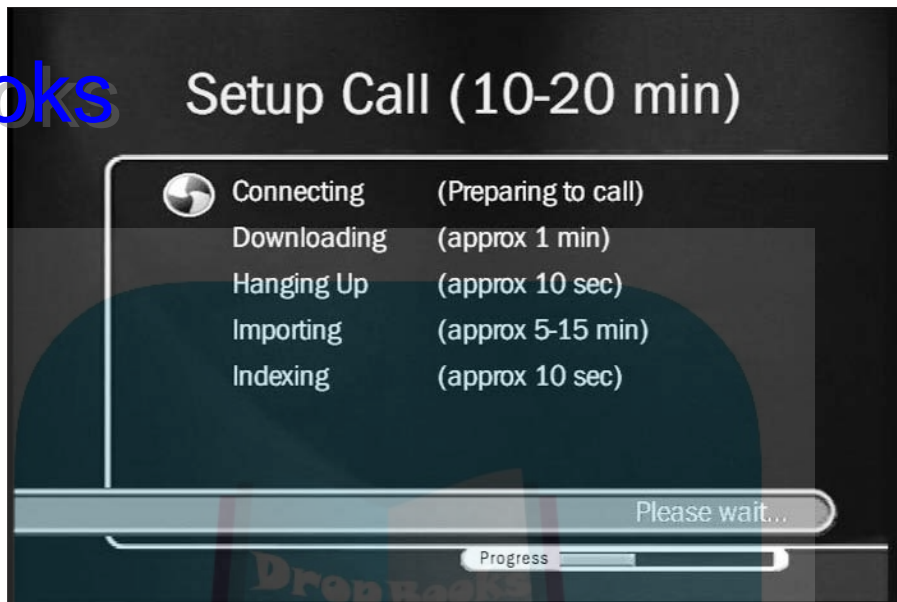 oks
Setup Call (10-20 min)
Connecting (Preparing to call)
Downloading (approx 1 min)
Hanging Up (approx 10 sec)
Importing (approx 5-15 min)
Indexing (approx 10 sec)
Please wait...
Progress
DropBooks